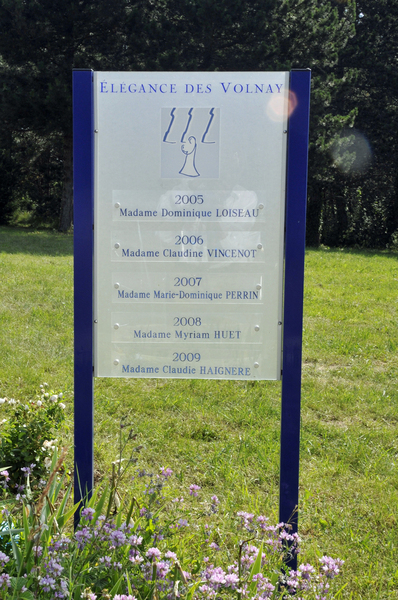 ÉLÉGANCE DES VOLNAY
2005
Madame Dominique LOISEAU
2006
Madame Claudine VINCENOT
2007
Madame Marie-Dominique PERRIN
2008
Madame Myriam HUET
2009
Madame Claudie HAIGNERE